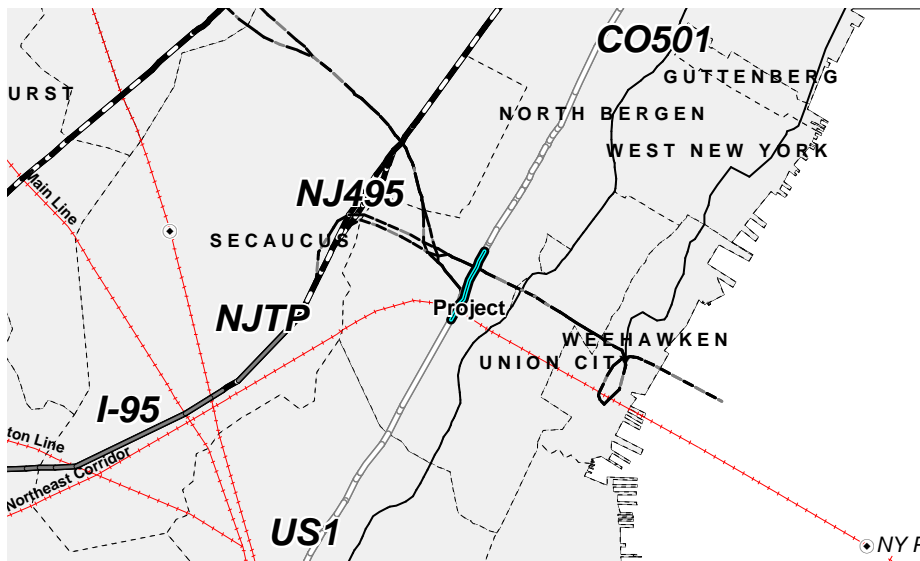 CO501
GUTTENBERG
URST
NORTH BERGEN
WEST NEW YORK
Main Line
NJ495
SECAUCUS
Project
NJTP
WEEHAWKEN
UNION CIT
I-95
ton Line
Northeast Corridor
US1
NY P